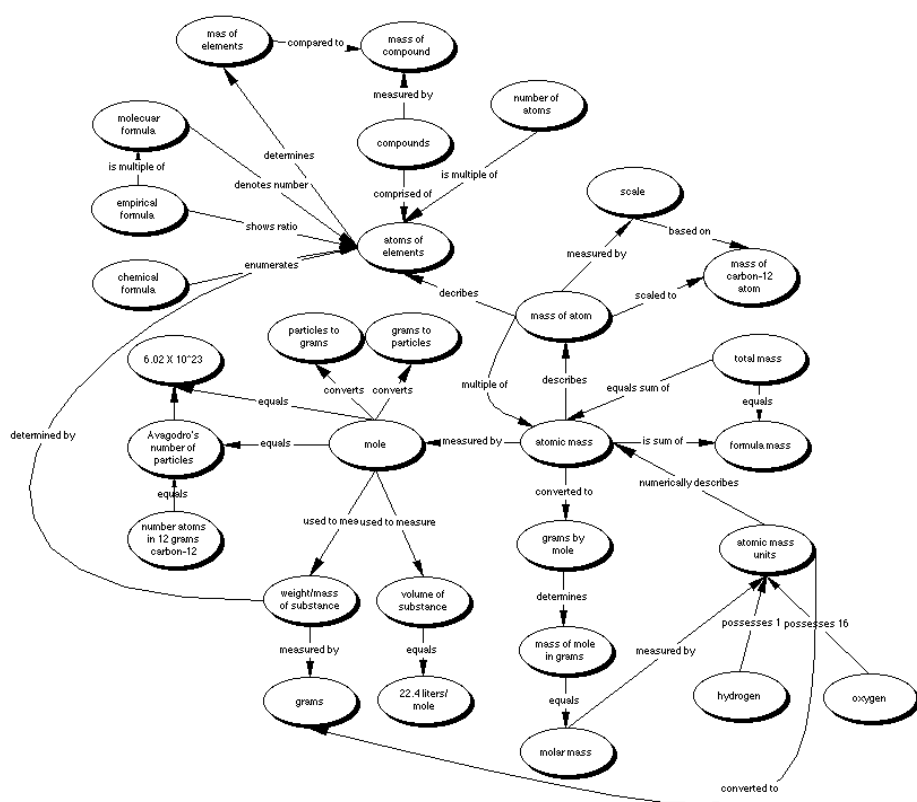 mas of
elements
compared to
mass of
compound
measured by
number of
atoms
molecuar
formula
compounds
determines
is multiple of
is multiple of
denotes number
comprised of
scale
empirical
formula
shows ratio
atoms of
elements
based on
measured by
enumerates
mass of
carbon-12
atom
chemical
formula
decribes
scaled to
mass of atom
particles to
grams
grams to
particles
6.02 X 10^23
total mass
converts
converts
multiple of
describes
equals sum of
equals
equals
determined by
Avagodro's
number of
particles
equals
mole
measured by
atomic mass
is sum of
formula mass
numerically describes
equals
converted to
number atoms
in 12 grams
carbon-12
used to mea
used to measure
grams by
mole
atomic mass
units
weight/mass
of substance
volume of
substance
determines
possesses 1
possesses 16
measured by
equals
mass of mole
in grams
measured by
equals
hydrogen
oxygen
grams
22.4 liters/
mole
molar mass
converted to